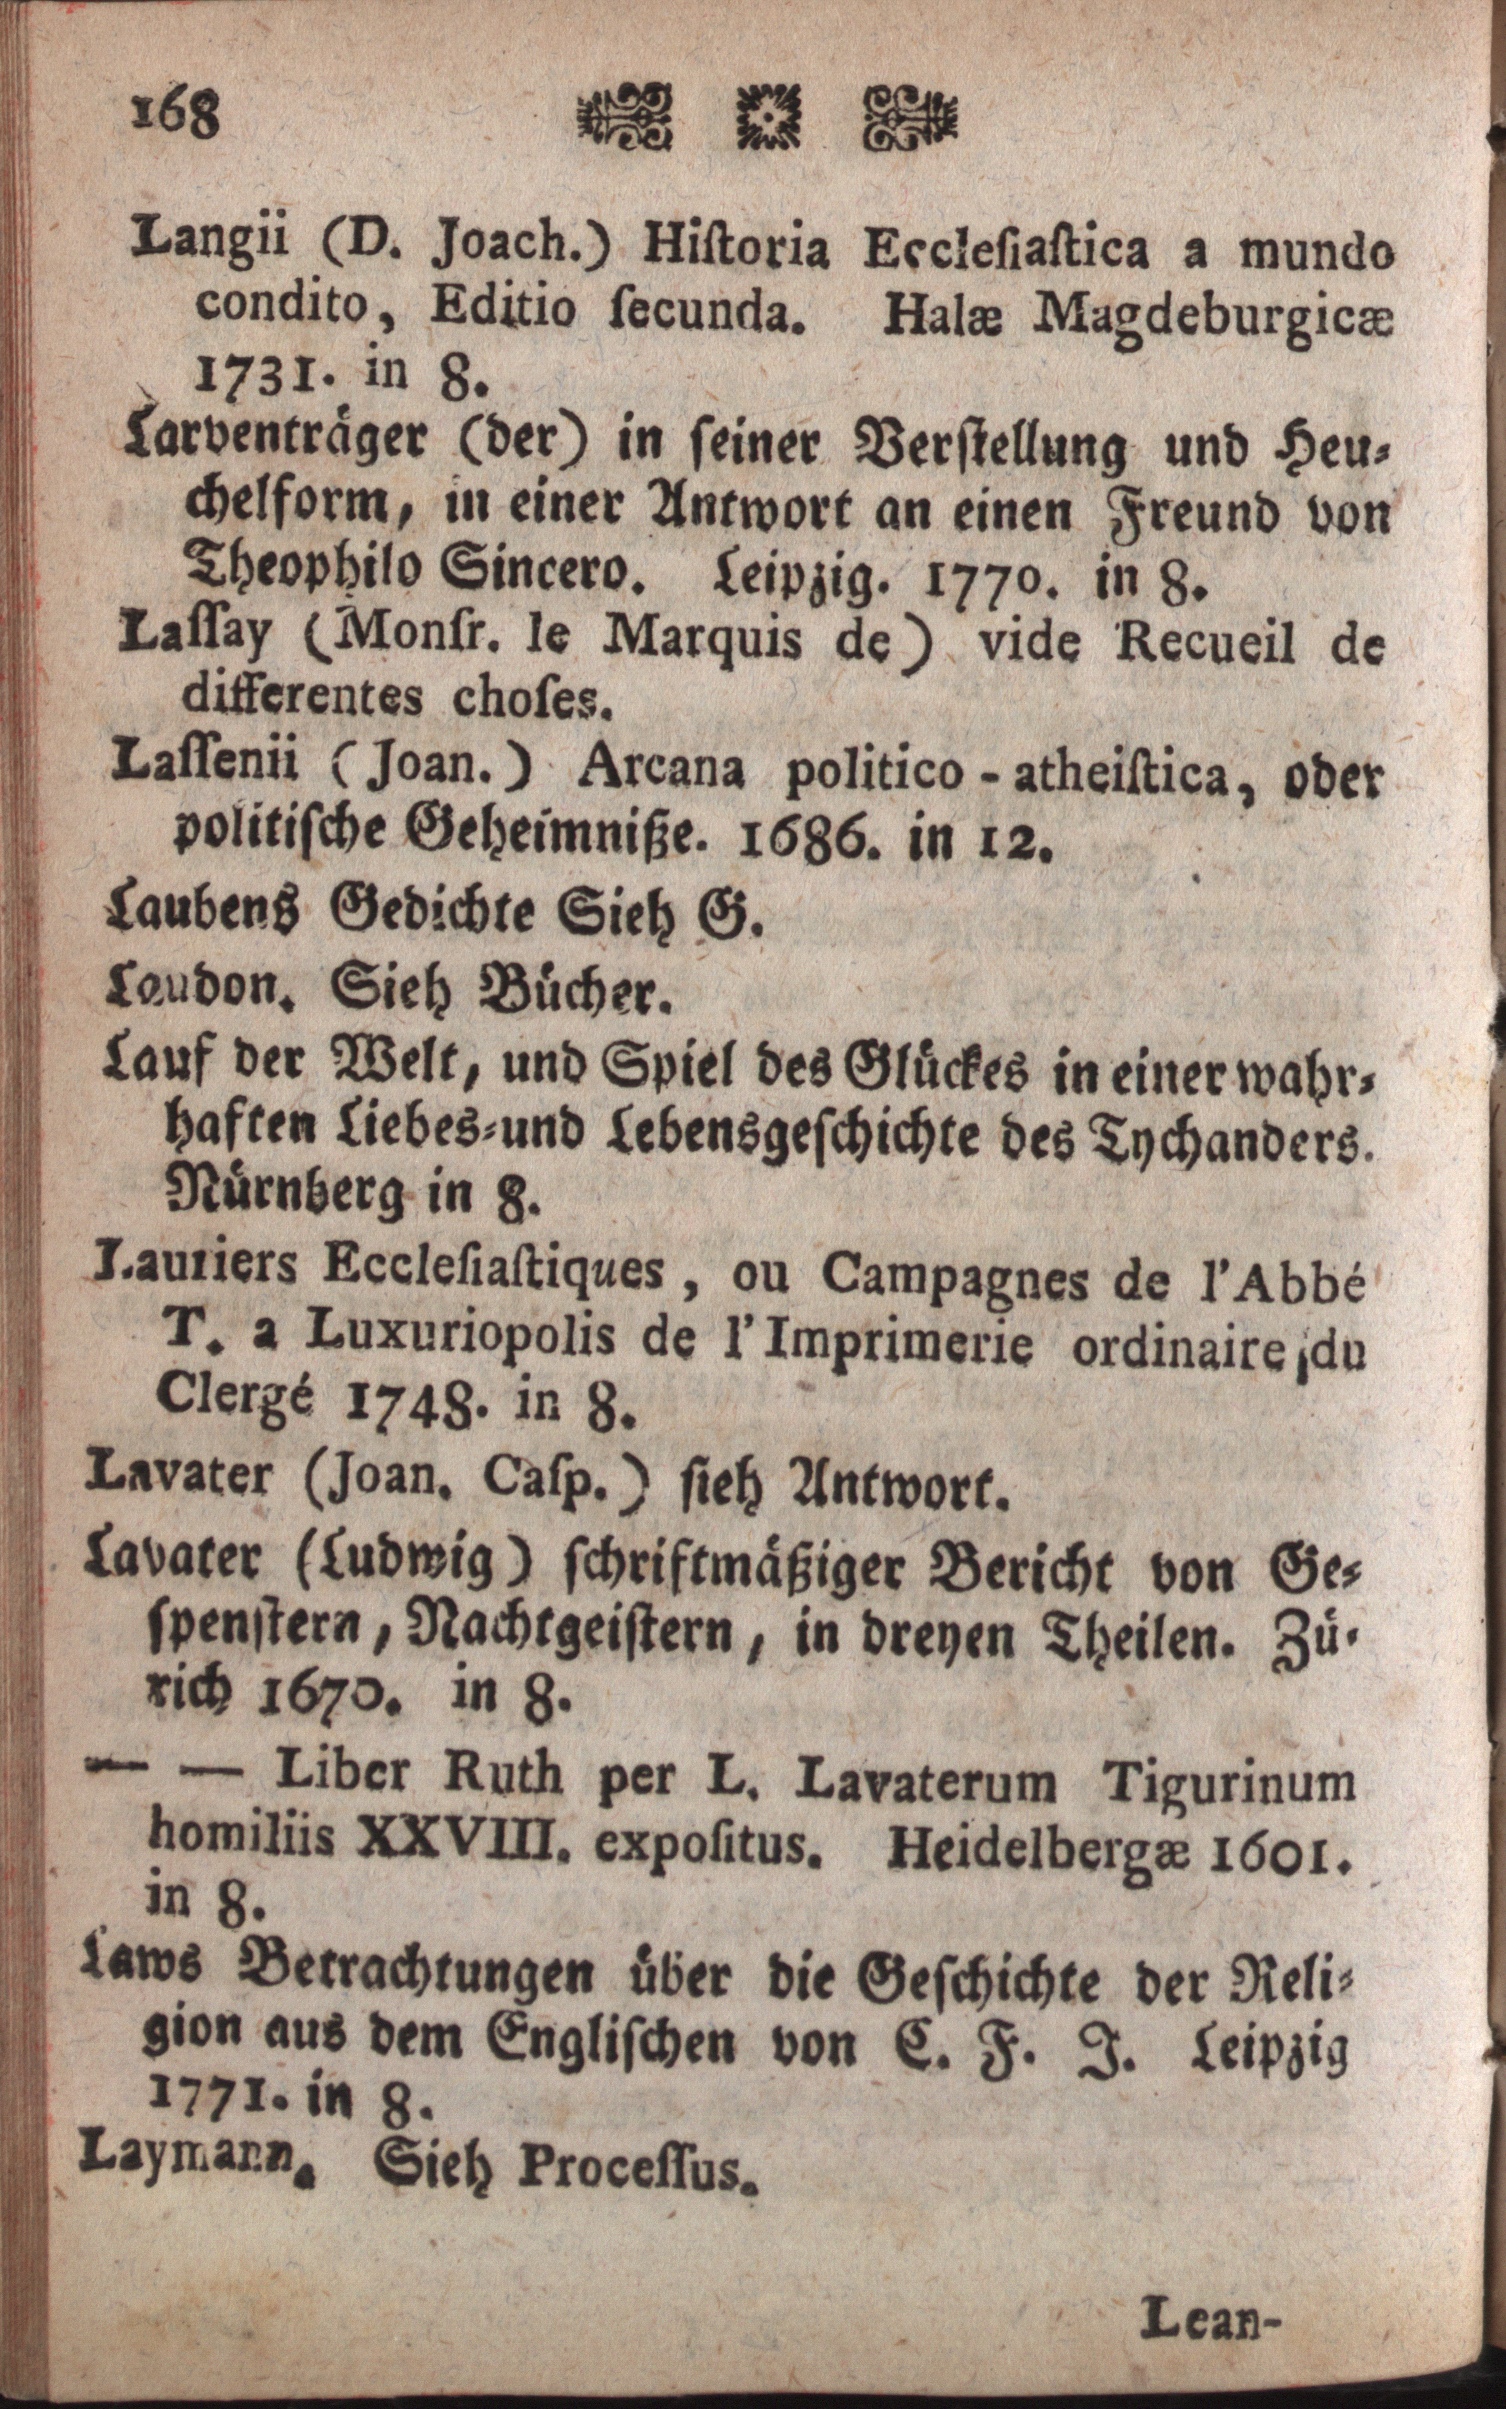 168
Langii (D. Joach.) Hiſtoria Eccleſiaſtica a mundo
condito, Editio ſecunda. Halæ Magdeburgicæ
1731. in 8.
Larventräger (der) in ſeiner Verſtellung und Heu⸗
chelform, in einer Antwort an einen Freund von
Theophilo Sincero. Leipzig. 1770. in 8.
Laſſay (Monſr. le Marquis de) vide Recueil de
differentes choſes.
Laſſenii (Joan.) Arcana politico - atheiſtica, oder
politiſche Geheimniße. 1686. in 12.
Laubens Gedichte Sieh G.
Laudon. Sieh Bücher.
Lauf der Welt, und Spiel des Glückes in einer wahr⸗
haften Liebes⸗und Lebensgeſchichte des Tychanders.
Nürnberg in 8.
Lauriers Eccleſiaſtiques, ou Campagnes de l'Abbé
T. a Luxuriopolis de l'Imprimerie ordinaire du
Clergé 1748. in 8.
Lavater (Joan. Caſp.) ſieh Antwort.
Lavater (Ludwig) ſchriftmäßiger Bericht von Ge⸗
ſpenſtern, Nachtgeiſtern, in dreyen Theilen. Zü⸗
rich 1670. in 8.
— — Liber Ruth per L. Lavaterum Tigurinum
homiliis XXVIII. expoſitus. Heidelbergæ 1601.
in 8.
Laws Betrachtungen über die Geſchichte der Reli⸗
gion aus dem Engliſchen von C. F. J. Leipzig
1771. in 8.
Laymann. Sieh Proceſſus.
Lean-